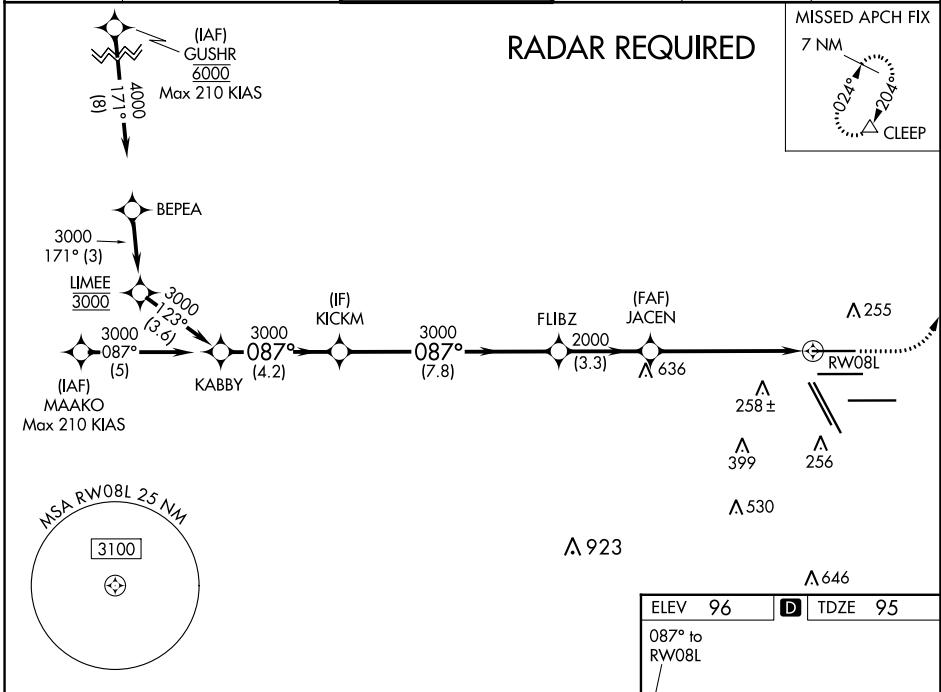 RADAR REQUIRED
MISSED APCH FIX
7 NM
024°
204°
CLEEP
(IAF)
GUSHR
6000
Max 210 KIAS
4000
171°
(8)
BEPEA
3000
171° (3)
LIMEE
3000
3000
123°
(3.6)
3000
087°
(5)
(IAF)
MAAKO
Max 210 KIAS
KABBY
3000
087°
(4.2)
(IF)
KICKM
3000
087°
(7.8)
FLIBZ
2000
(3.3)
(FAF)
JACEN
636
255
RW08L
258 ±
399
256
530
923
646
MSA RW08L 25 NM
3100
ELEV 96 D TDZE 95
087° to
RW08L